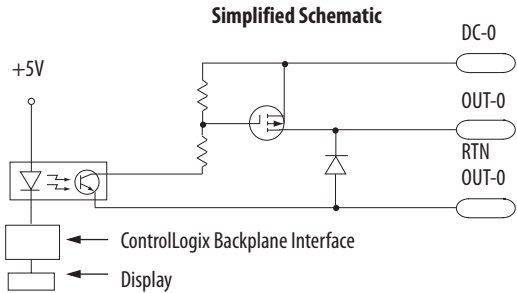 Simplified Schematic
DC-0
+5V
OUT-0
RTN
OUT-0
ControlLogix Backplane Interface
Display